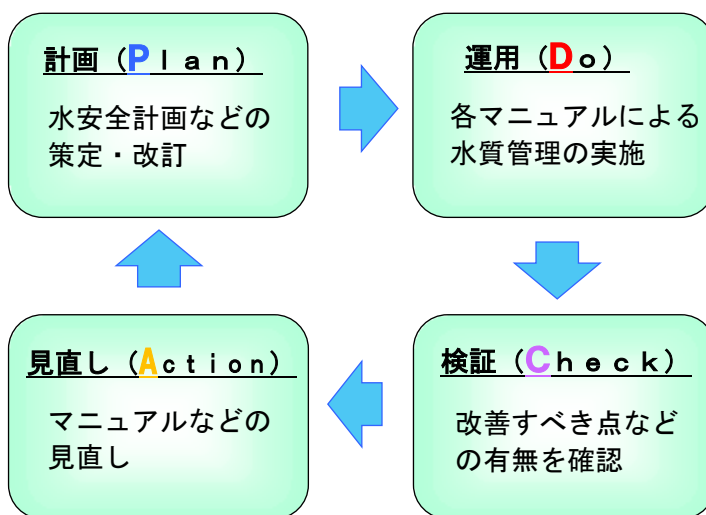 計画（Ｐｌａｎ）
水安全計画などの
策定・改訂
運用（Ｄｏ）
各マニュアルによる
水質管理の実施
検証（Ｃｈｅｃｋ）
改善すべき点など
の有無を確認
見直し（Ａｃｔｉｏｎ）
マニュアルなどの
見直し